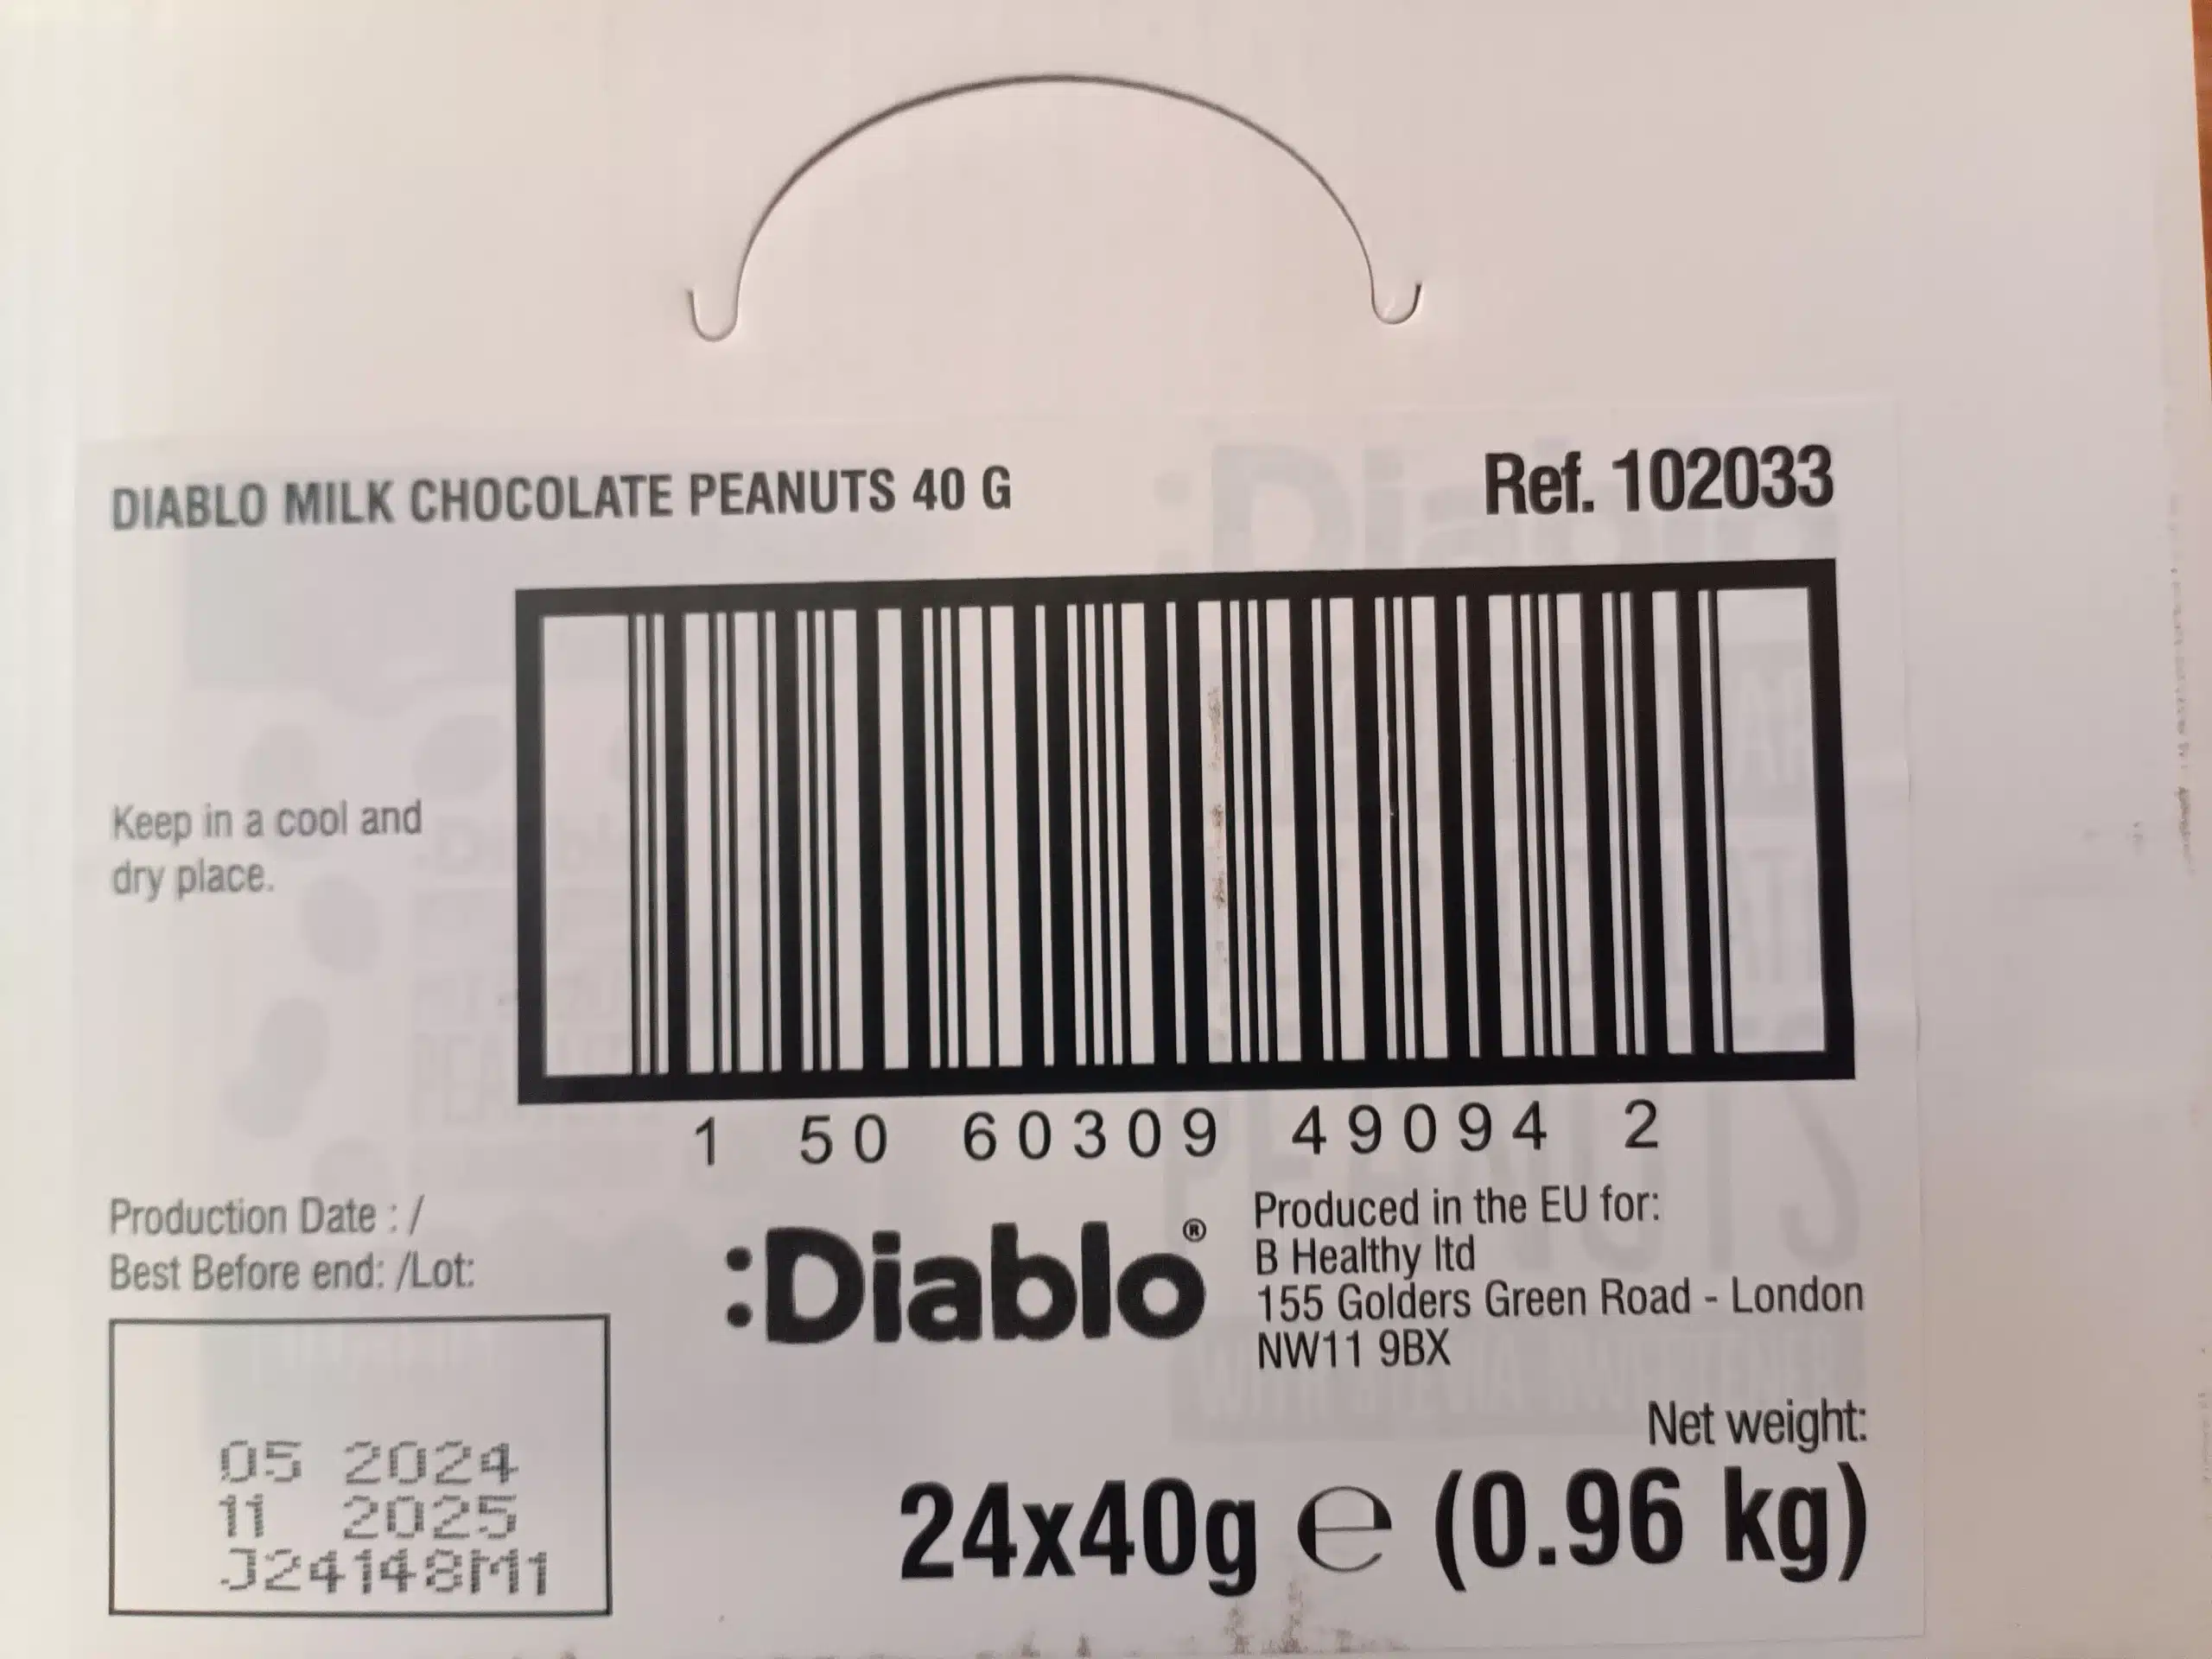 DIABLO MILK CHOCOLATE PEANUTS 40 G
Ref. 102033
Keep in a cool and
dry place.
1 50 60309 49094 2
Production Date : /
Best Before end: /Lot:
05 2024
11 2025
J24148M1
:Diablo®
Produced in the EU for:
B Healthy ltd
155 Golders Green Road - London
NW11 9BX
Net weight:
24x40g ℮ (0.96 kg)